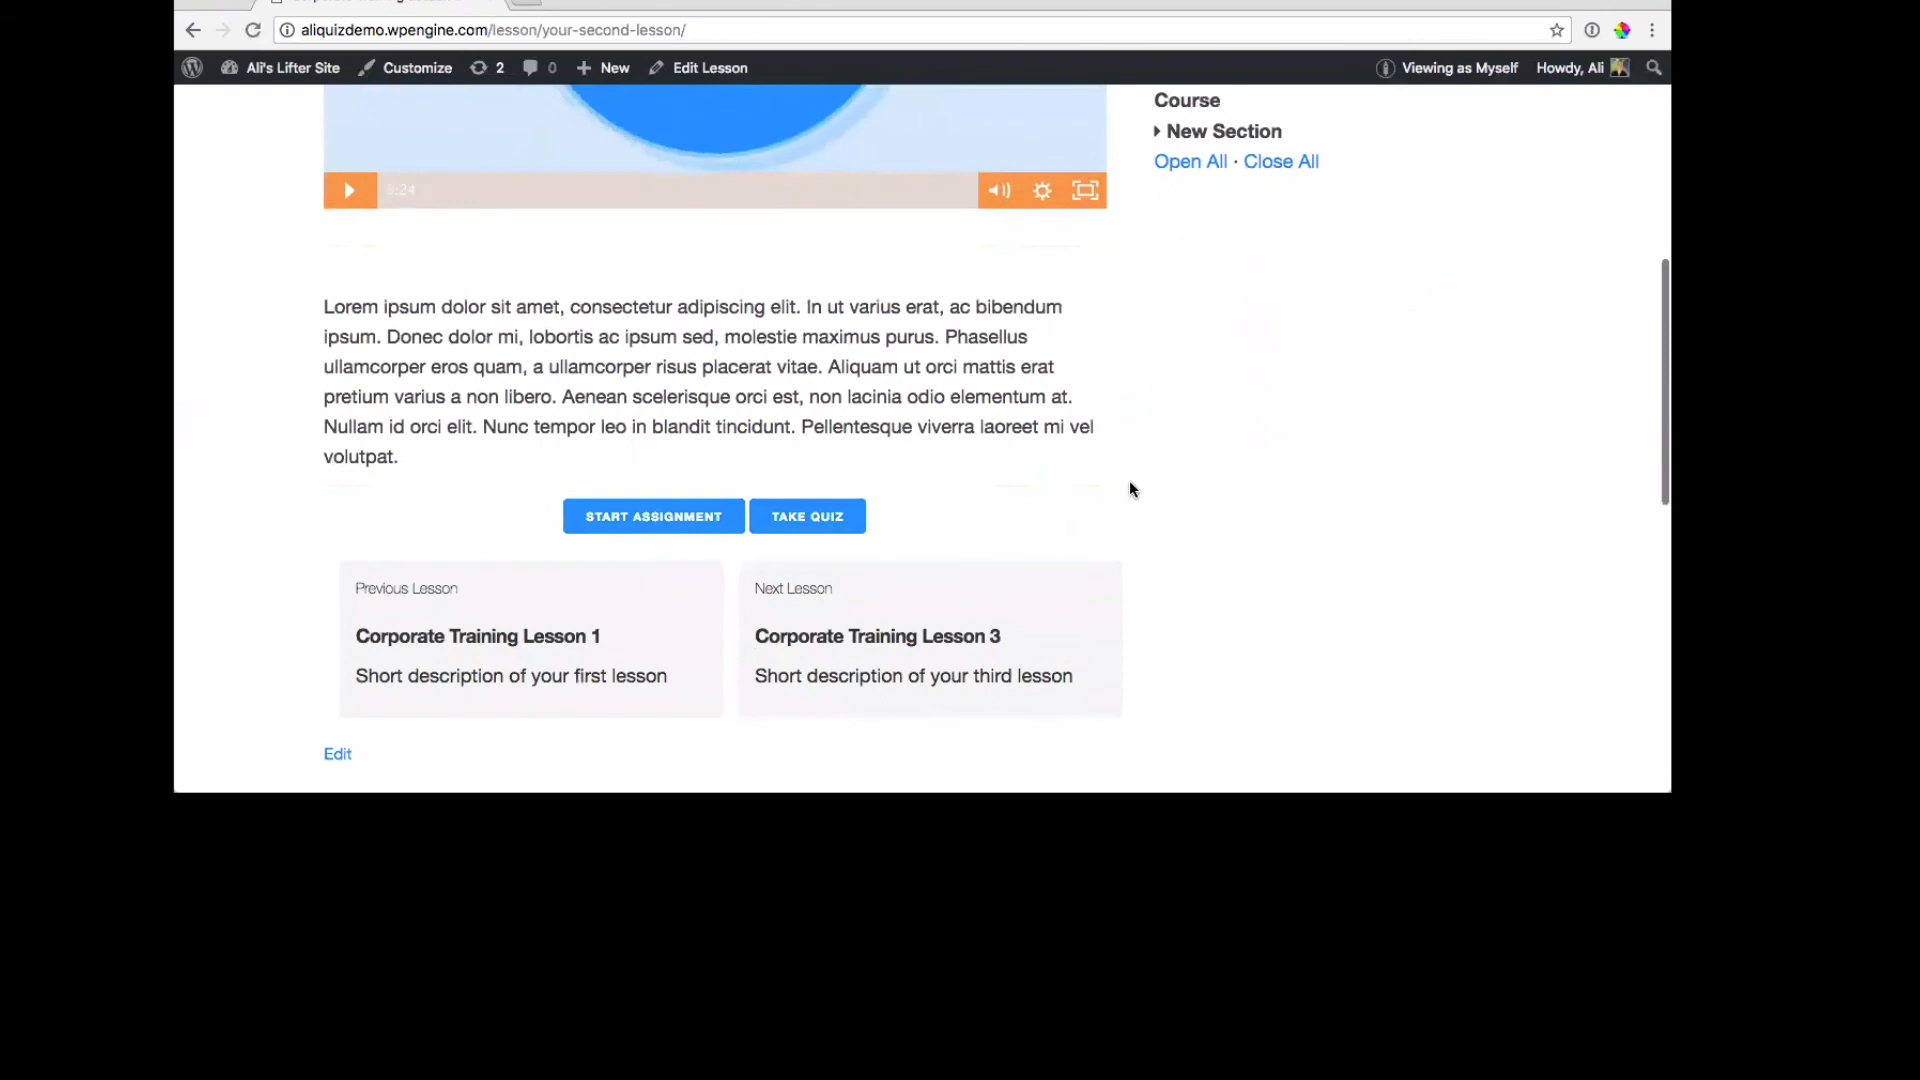 aliquizdemo.wpengine.com/lesson/your-second-lesson/
Ali's Lifter Site Customize 2 0 New Edit Lesson Viewing as Myself Howdy, Ali
Course
New Section
Open All · Close All
:24
Lorem ipsum dolor sit amet, consectetur adipiscing elit. In ut varius erat, ac bibendum
ipsum. Donec dolor mi, lobortis ac ipsum sed, molestie maximus purus. Phasellus
ullamcorper eros quam, a ullamcorper risus placerat vitae. Aliquam ut orci mattis erat
pretium varius a non libero. Aenean scelerisque orci est, non lacinia odio elementum at.
Nullam id orci elit. Nunc tempor leo in blandit tincidunt. Pellentesque viverra laoreet mi vel
volutpat.
START ASSIGNMENT TAKE QUIZ
Previous Lesson
Corporate Training Lesson 1
Short description of your first lesson
Next Lesson
Corporate Training Lesson 3
Short description of your third lesson
Edit